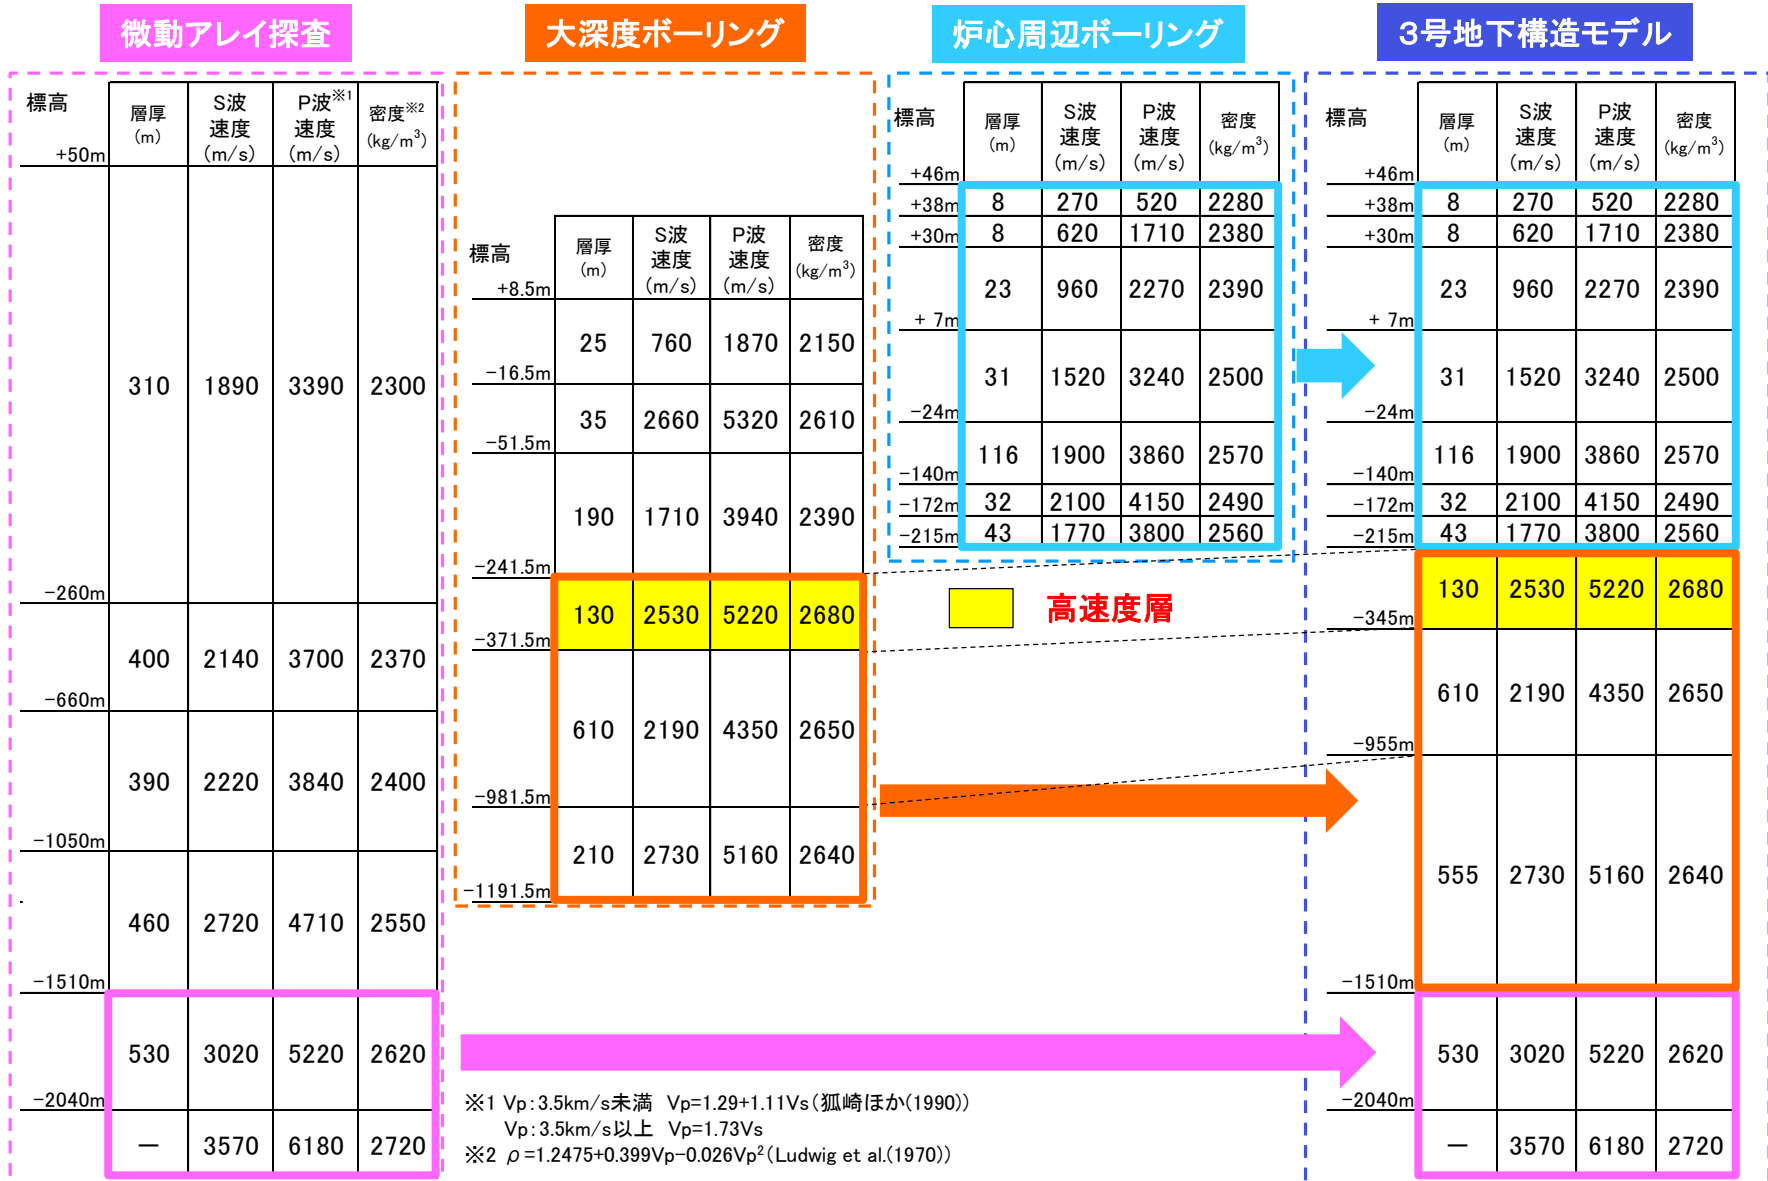 微動アレイ探査
標高
層厚
(m)
S波
速度
(m/s)
P波※1
速度
(m/s)
密度※2
(kg/m³)
+50m
310 1890 3390 2300
-260m
400 2140 3700 2370
-660m
390 2220 3840 2400
-1050m
460 2720 4710 2550
-1510m
530 3020 5220 2620
-2040m
― 3570 6180 2720
大深度ボーリング
標高
層厚
(m)
S波
速度
(m/s)
P波
速度
(m/s)
密度
(kg/m³)
+8.5m
25 760 1870 2150
-16.5m
35 2660 5320 2610
-51.5m
190 1710 3940 2390
-241.5m
130 2530 5220 2680
-371.5m
610 2190 4350 2650
-981.5m
210 2730 5160 2640
-1191.5m
炉心周辺ボーリング
標高
層厚
(m)
S波
速度
(m/s)
P波
速度
(m/s)
密度
(kg/m³)
+46m
8 270 520 2280
+38m
8 620 1710 2380
+30m
23 960 2270 2390
+ 7m
31 1520 3240 2500
-24m
116 1900 3860 2570
-140m
32 2100 4150 2490
-172m
43 1770 3800 2560
-215m
高速度層
3号地下構造モデル
標高
層厚
(m)
S波
速度
(m/s)
P波
速度
(m/s)
密度
(kg/m³)
+46m
8 270 520 2280
+38m
8 620 1710 2380
+30m
23 960 2270 2390
+ 7m
31 1520 3240 2500
-24m
116 1900 3860 2570
-140m
32 2100 4150 2490
-172m
43 1770 3800 2560
-215m
130 2530 5220 2680
-345m
610 2190 4350 2650
-955m
555 2730 5160 2640
-1510m
530 3020 5220 2620
-2040m
― 3570 6180 2720
※1 Vp:3.5km/s未満 Vp=1.29+1.11Vs(狐崎ほか(1990))
Vp:3.5km/s以上 Vp=1.73Vs
※2 ρ=1.2475+0.399Vp-0.026Vp²(Ludwig et al.(1970))